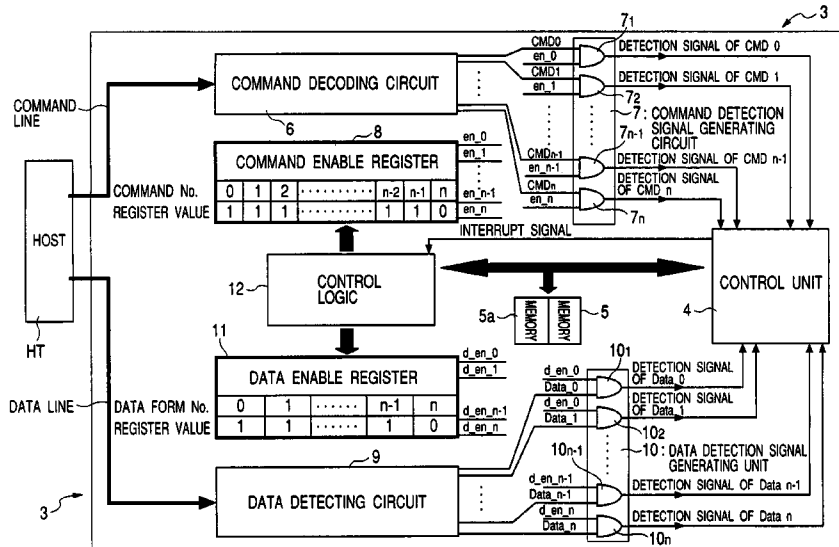 3
CMD0
en_0
CMD1
en_1
CMDn-1
en_n-1
CMDn
en_n
7₁
7₂
7n-1
7n
DETECTION SIGNAL OF CMD 0
DETECTION SIGNAL OF CMD 1
7 : COMMAND DETECTION
SIGNAL GENERATING
CIRCUIT
DETECTION SIGNAL OF CMD n-1
DETECTION SIGNAL
OF CMD n
COMMAND
LINE
COMMAND DECODING CIRCUIT
6
8
COMMAND ENABLE REGISTER
COMMAND No.
0 1 2 ·········· n-2 n-1 n
REGISTER VALUE
1 1 1 ·········· 1 1 0
en_0
en_1
en_n-1
en_n
HOST
HT
INTERRUPT SIGNAL
12
CONTROL
LOGIC
5a
MEMORY
MEMORY
5
4
CONTROL UNIT
11
DATA ENABLE REGISTER
DATA LINE
DATA FORM No.
0 1 ······ n-1 n
REGISTER VALUE
1 1 ······ 1 0
d_en_0
d_en_1
d_en_n-1
d_en_n
9
DATA DETECTING CIRCUIT
3
d_en_0
Data_0
d_en_0
Data_1
d_en_n-1
Data_n-1
d_en_n
Data_n
10₁
10₂
10n-1
10n
DETECTION SIGNAL
OF Data_0
DETECTION SIGNAL
OF Data_1
10 : DATA DETECTION SIGNAL
GENERATING UNIT
DETECTION SIGNAL OF Data n-1
DETECTION SIGNAL OF Data n